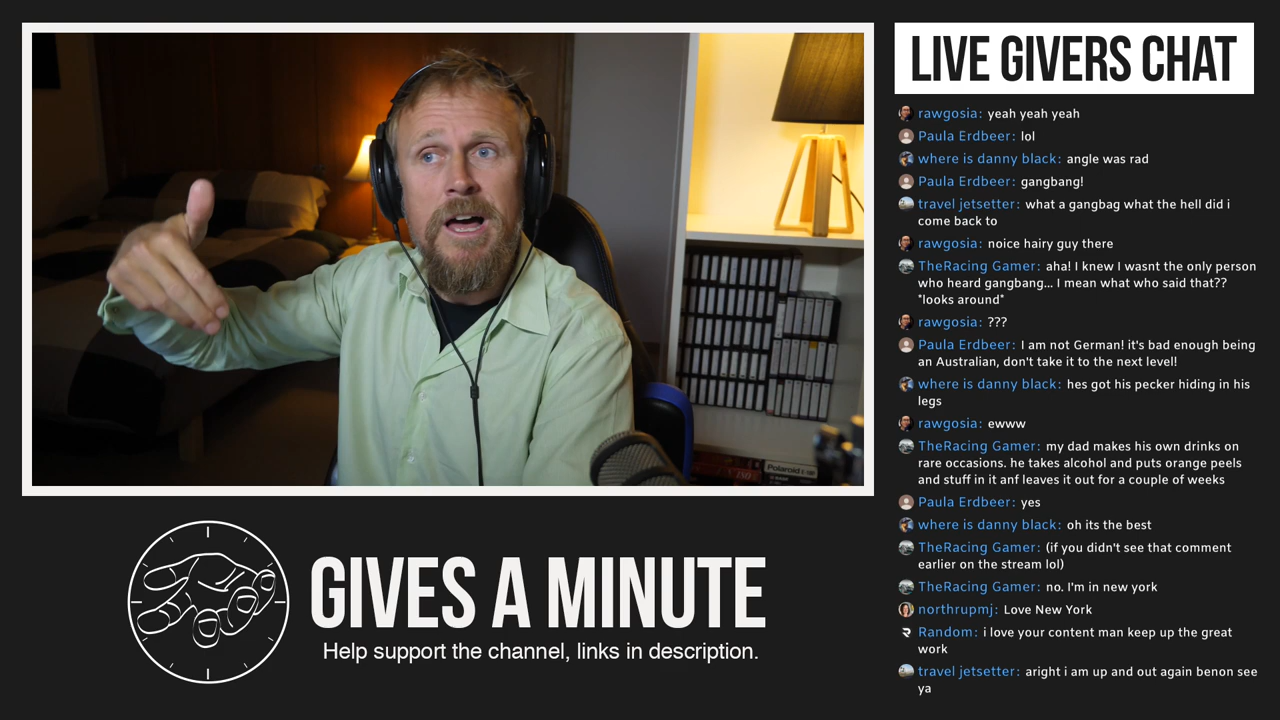 LIVE GIVERS CHAT
rawgosia: yeah yeah yeah
Paula Erdbeer: lol
where is danny black: angle was rad
Paula Erdbeer: gangbang!
travel jetsetter: what a gangbag what the hell did i
come back to
rawgosia: noice hairy guy there
TheRacing Gamer: aha! I knew I wasnt the only person
who heard gangbang... I mean what who said that??
*looks around*
rawgosia: ???
Paula Erdbeer: I am not German! it's bad enough being
an Australian, don't take it to the next level!
where is danny black: hes got his pecker hiding in his
legs
rawgosia: ewww
TheRacing Gamer: my dad makes his own drinks on
rare occasions. he takes alcohol and puts orange peels
and stuff in it anf leaves it out for a couple of weeks
Paula Erdbeer: yes
where is danny black: oh its the best
TheRacing Gamer: (if you didn't see that comment
earlier on the stream lol)
TheRacing Gamer: no. I'm in new york
northrupmj: Love New York
Random: i love your content man keep up the great
work
travel jetsetter: aright i am up and out again benon see
ya
Polaroid
GIVES A MINUTE
Help support the channel, links in description.